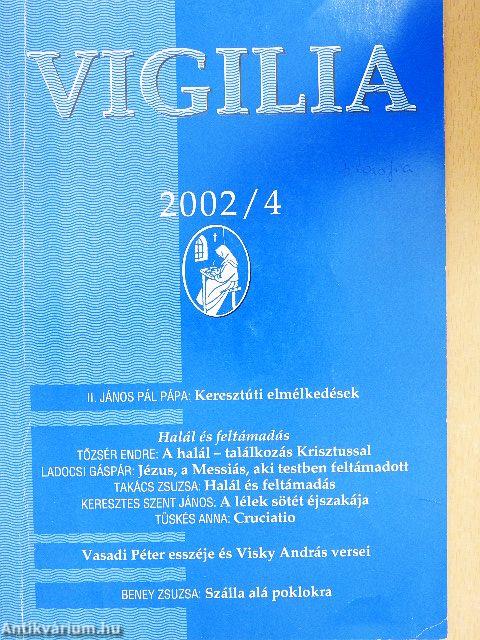 VIGILIA
2002/4
II. JÁNOS PÁL PÁPA: Keresztúti elmélkedések
Halál és feltámadás
TŐZSÉR ENDRE: A halál – találkozás Krisztussal
LADOCSI GÁSPÁR: Jézus, a Messiás, aki testben feltámadott
TAKÁCS ZSUZSA: Halál és feltámadás
KERESZTES SZENT JÁNOS: A lélek sötét éjszakája
TÜSKÉS ANNA: Cruciatio
Vasadi Péter esszéje és Visky András versei
BENEY ZSUZSA: Szálla alá poklokra
Antikvárium.hu